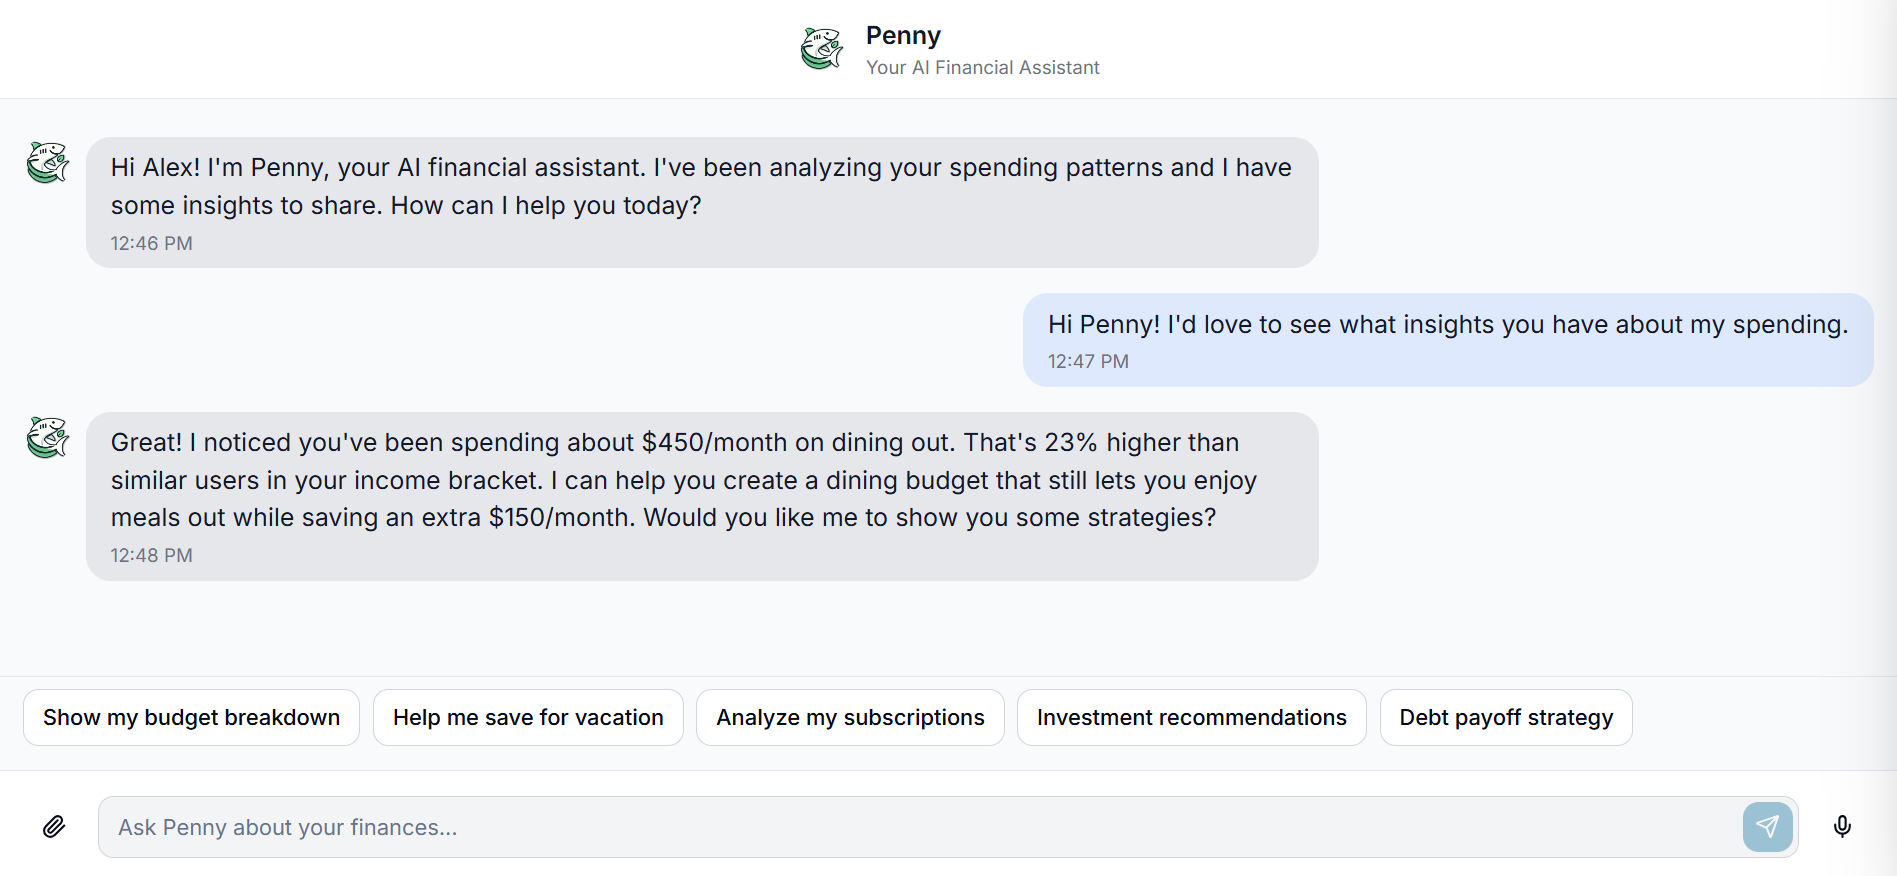 Penny
Your AI Financial Assistant
Hi Alex! I'm Penny, your AI financial assistant. I've been analyzing your spending patterns and I have
some insights to share. How can I help you today?
12:46 PM
Hi Penny! I'd love to see what insights you have about my spending.
12:47 PM
Great! I noticed you've been spending about $450/month on dining out. That's 23% higher than
similar users in your income bracket. I can help you create a dining budget that still lets you enjoy
meals out while saving an extra $150/month. Would you like me to show you some strategies?
12:48 PM
Show my budget breakdown
Help me save for vacation
Analyze my subscriptions
Investment recommendations
Debt payoff strategy
Ask Penny about your finances...